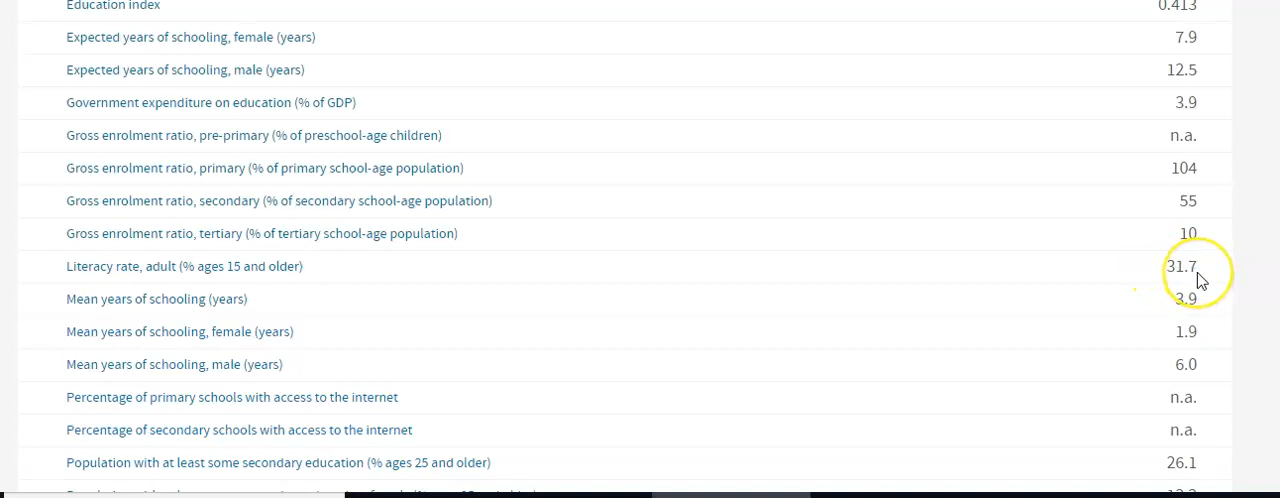 Education index 0.413
Expected years of schooling, female (years) 7.9
Expected years of schooling, male (years) 12.5
Government expenditure on education (% of GDP) 3.9
Gross enrolment ratio, pre-primary (% of preschool-age children) n.a.
Gross enrolment ratio, primary (% of primary school-age population) 104
Gross enrolment ratio, secondary (% of secondary school-age population) 55
Gross enrolment ratio, tertiary (% of tertiary school-age population) 10
Literacy rate, adult (% ages 15 and older) 31.7
Mean years of schooling (years) 3.9
Mean years of schooling, female (years) 1.9
Mean years of schooling, male (years) 6.0
Percentage of primary schools with access to the internet n.a.
Percentage of secondary schools with access to the internet n.a.
Population with at least some secondary education (% ages 25 and older) 26.1